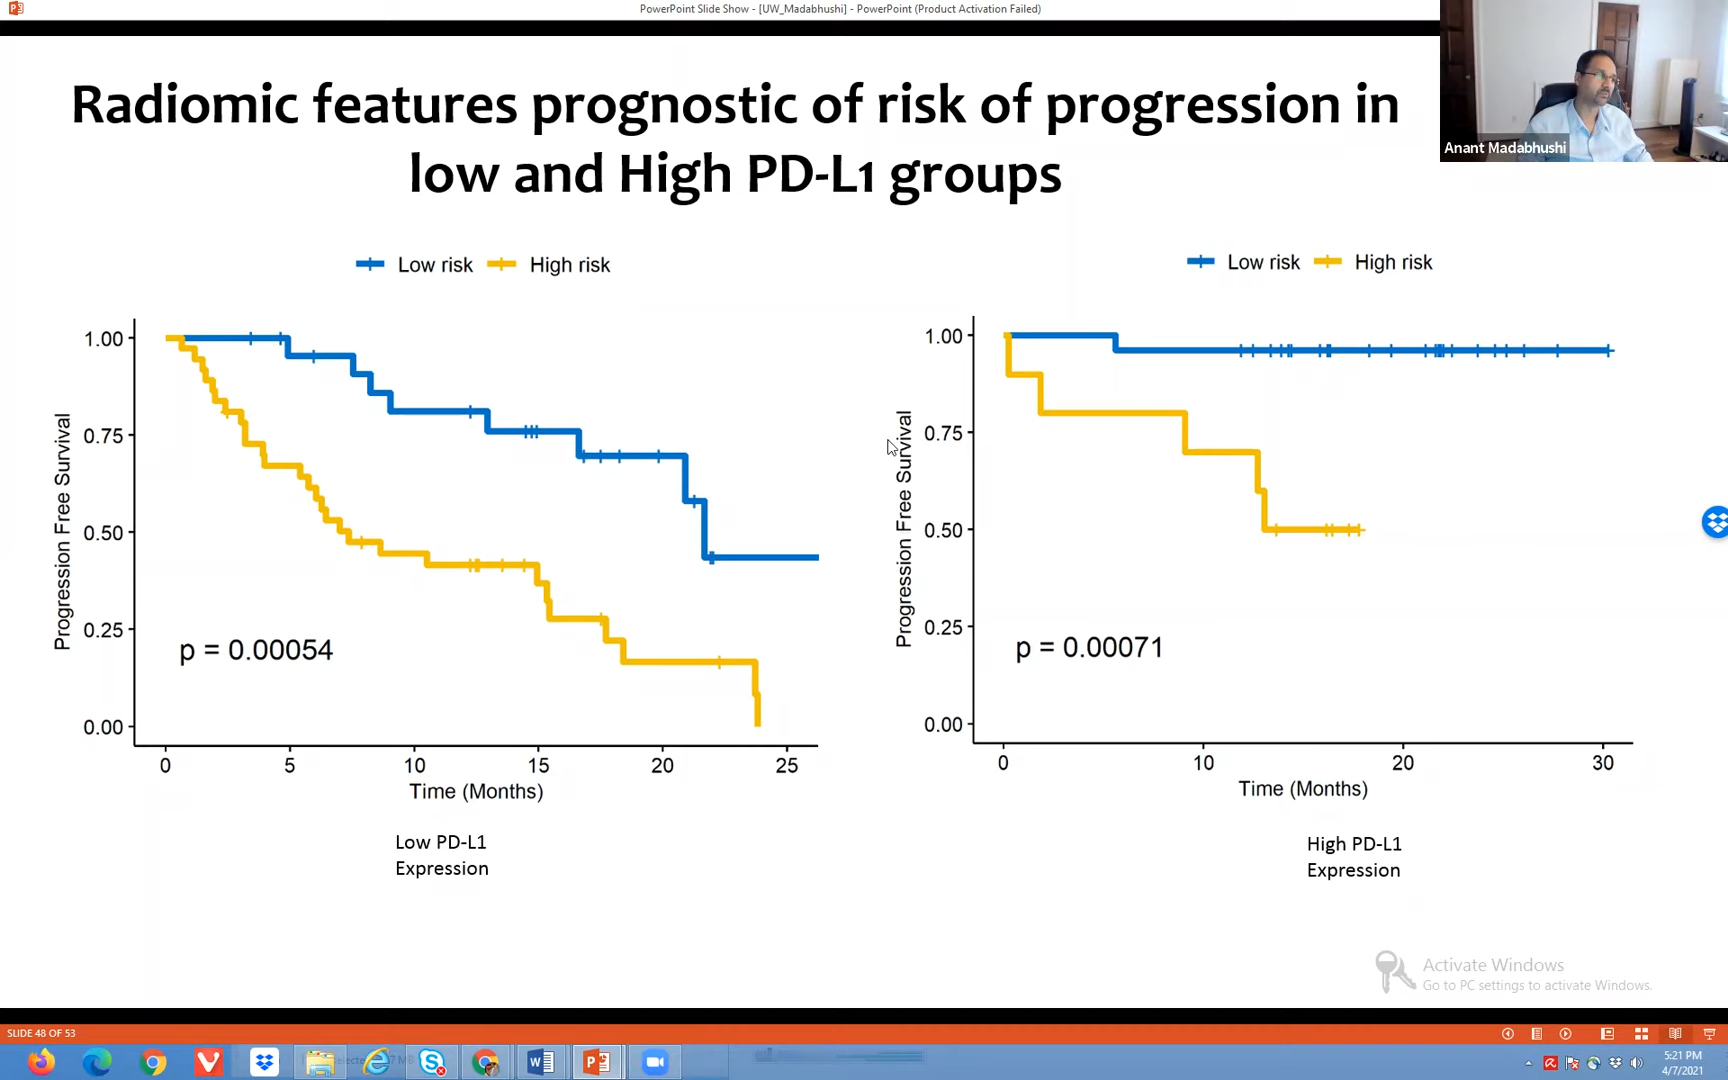 PowerPoint Slide Show - [UW_Madabhushi] - PowerPoint (Product Activation Failed)
Anant Madabhushi
Radiomic features prognostic of risk of progression in
low and High PD-L1 groups
Low risk High risk
Progression Free Survival
1.00
0.75
0.50
0.25
0.00
p = 0.00054
0 5 10 15 20 25
Time (Months)
Low PD-L1
Expression
Low risk High risk
Progression Free Survival
1.00
0.75
0.50
0.25
0.00
p = 0.00071
0 10 20 30
Time (Months)
High PD-L1
Expression
Activate Windows
Go to PC settings to activate Windows.
SLIDE 48 OF 53
5:21 PM
4/7/2021